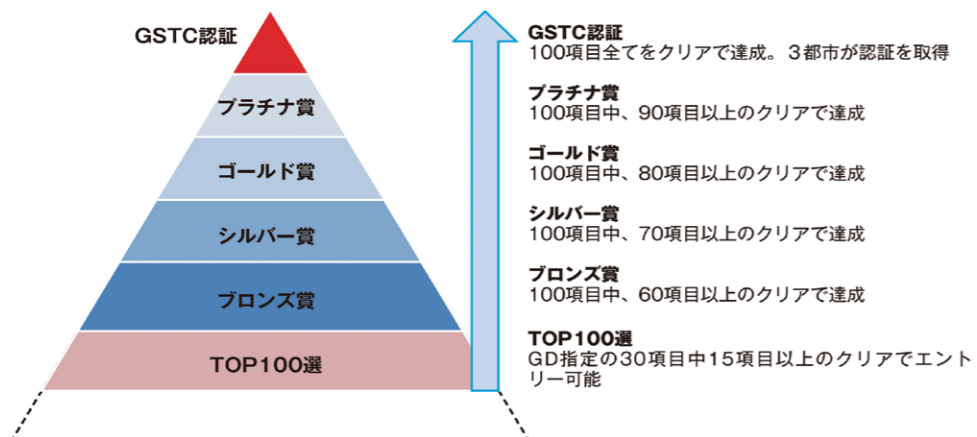 GSTC認証
プラチナ賞
ゴールド賞
シルバー賞
ブロンズ賞
TOP100選
GSTC認証
100項目全てをクリアで達成。3都市が認証を取得
プラチナ賞
100項目中、90項目以上のクリアで達成
ゴールド賞
100項目中、80項目以上のクリアで達成
シルバー賞
100項目中、70項目以上のクリアで達成
ブロンズ賞
100項目中、60項目以上のクリアで達成
TOP100選
GD指定の30項目中15項目以上のクリアでエント
リー可能